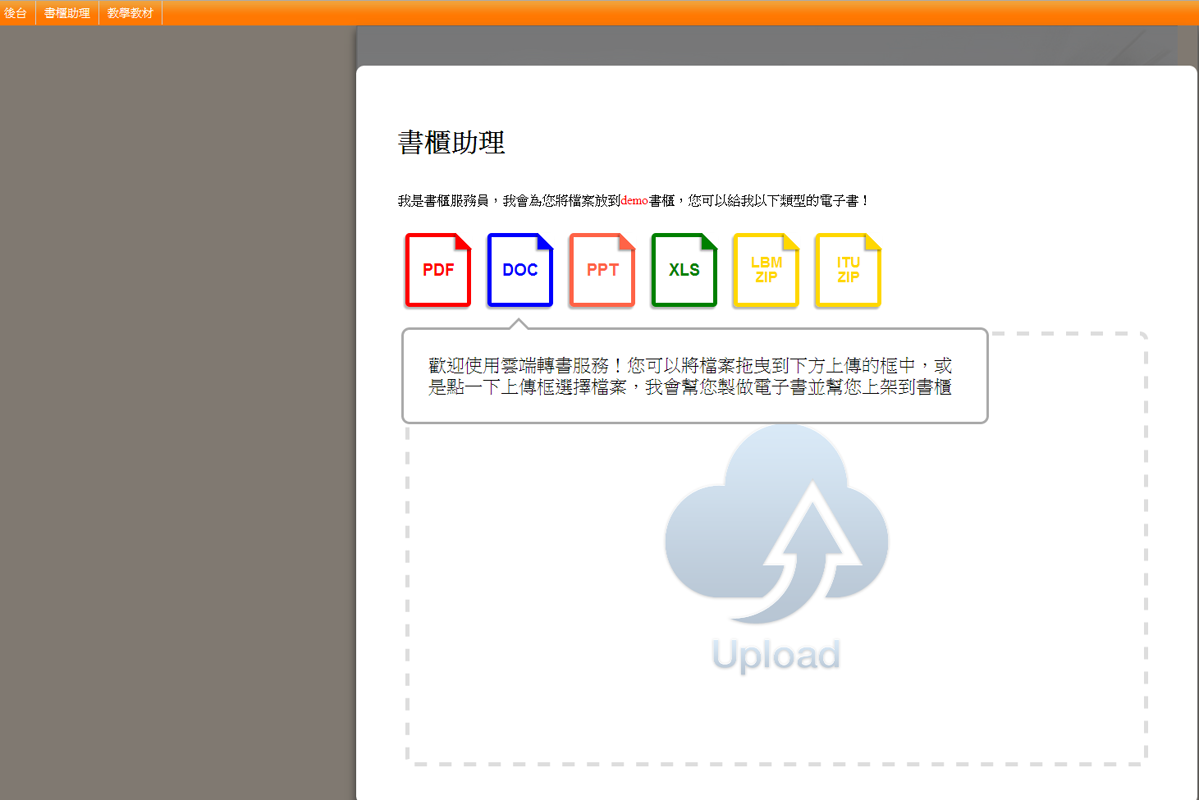 後台 書櫃助理 教學教材
書櫃助理
我是書櫃服務員，我會為您將檔案放到demo書櫃，您可以給我以下類型的電子書！
PDF DOC PPT XLS LBM ZIP ITU ZIP
歡迎使用雲端轉書服務！您可以將檔案拖曳到下方上傳的框中，或
是點一下上傳框選擇檔案，我會幫您製做電子書並幫您上架到書櫃
Upload